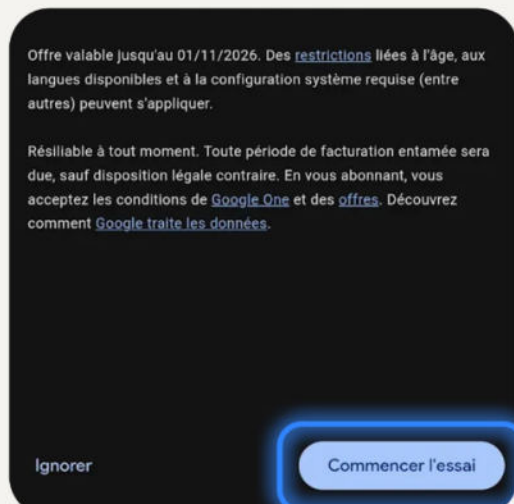 Offre valable jusqu'au 01/11/2026. Des restrictions liées à l'âge, aux
langues disponibles et à la configuration système requise (entre
autres) peuvent s'appliquer.
Résiliable à tout moment. Toute période de facturation entamée sera
due, sauf disposition légale contraire. En vous abonnant, vous
acceptez les conditions de Google One et des offres. Découvrez
comment Google traite les données.
Ignorer
Commencer l'essai